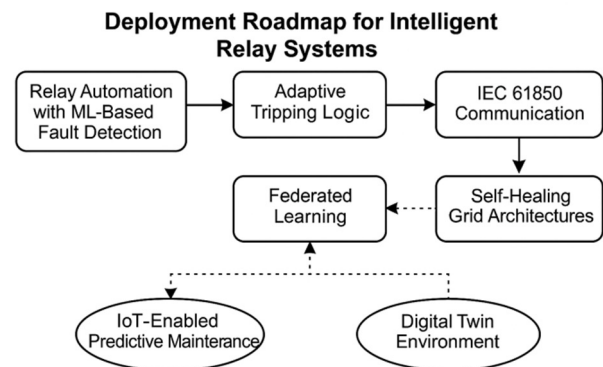 Deployment Roadmap for Intelligent
Relay Systems
Relay Automation
with ML-Based
Fault Detection
Adaptive
Tripping Logic
IEC 61850
Communication
Federated
Learning
Self-Healing
Grid Architectures
IoT-Enabled
Predictive Mainterance
Digital Twin
Environment